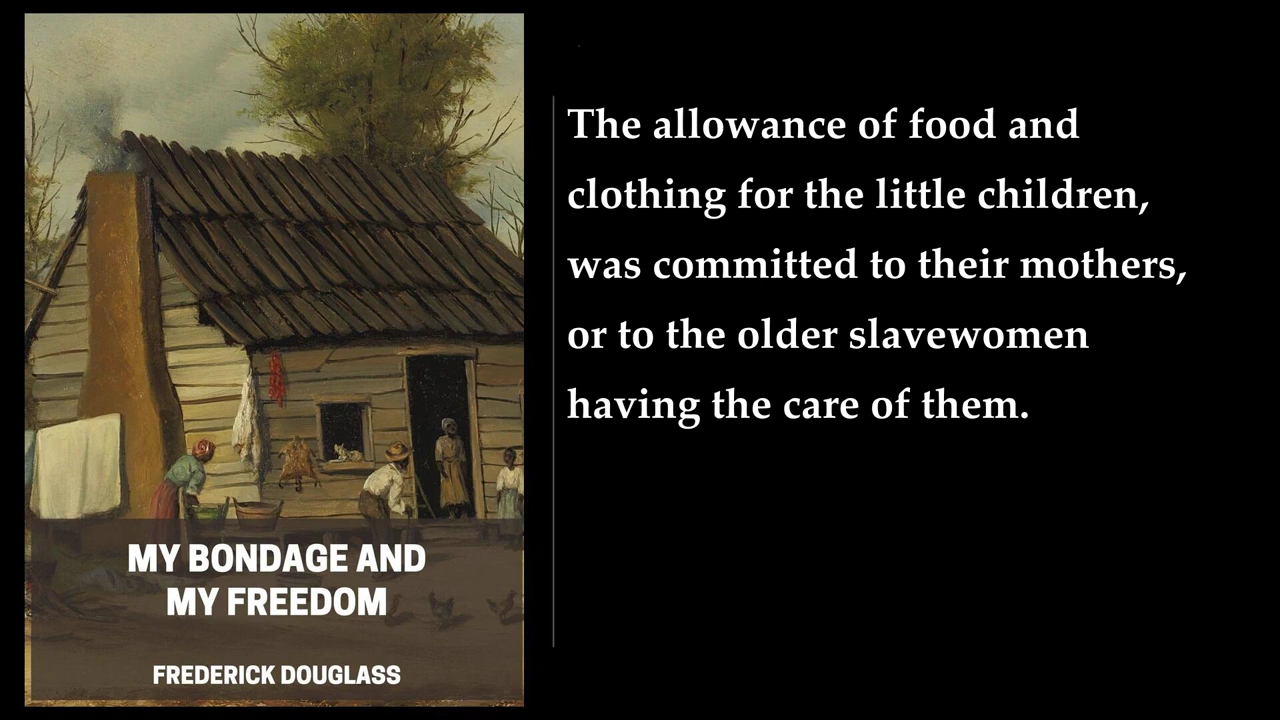 MY BONDAGE AND
MY FREEDOM
FREDERICK DOUGLASS
The allowance of food and
clothing for the little children,
was committed to their mothers,
or to the older slavewomen
having the care of them.